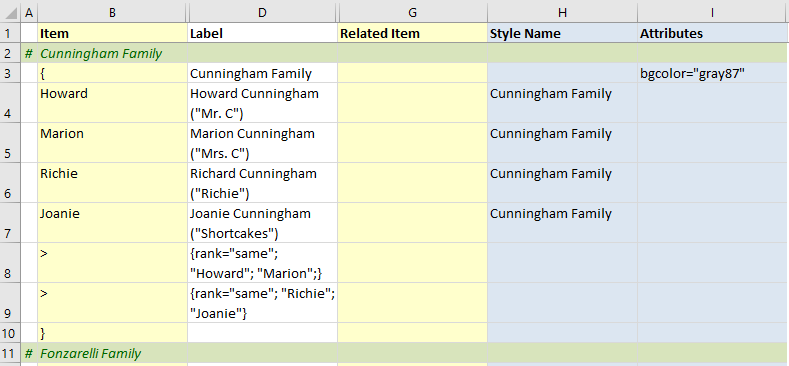 A B D G H I
1 Item Label Related Item Style Name Attributes
2 # Cunningham Family
3 { Cunningham Family bgcolor="gray87"
Howard Howard Cunningham Cunningham Family
4 ("Mr. C")
Marion Marion Cunningham Cunningham Family
5 ("Mrs. C")
Richie Richard Cunningham Cunningham Family
6 ("Richie")
Joanie Joanie Cunningham Cunningham Family
7 ("Shortcakes")
> {rank="same";
8 "Howard"; "Marion";}
> {rank="same"; "Richie";
9 "Joanie"}
10 }
11 # Fonzarelli Family